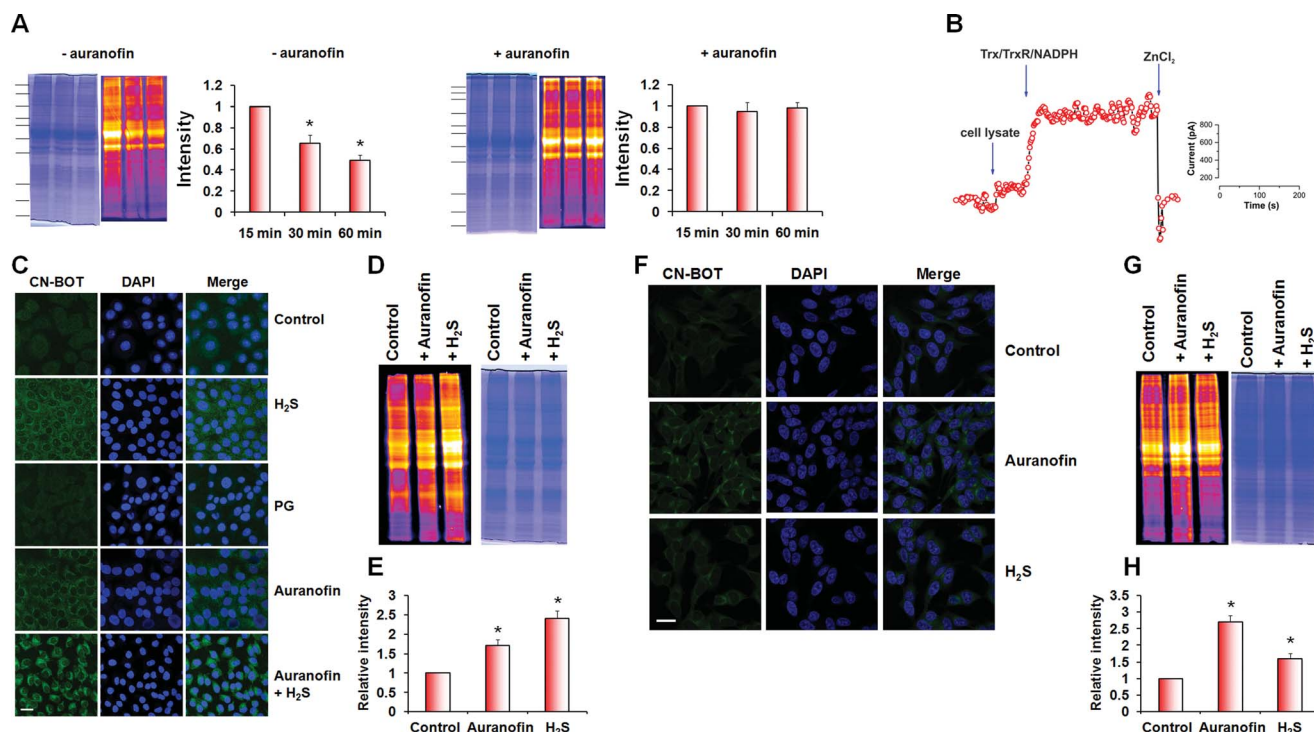 A
- auranofin
- auranofin
1.2
1
0.8
0.6
0.4
0.2
0
Intensity
*
*
15 min 30 min 60 min
+ auranofin
+ auranofin
1.2
1
0.8
0.6
0.4
0.2
0
Intensity
15 min 30 min 60 min
B
Trx/TrxR/NADPH
ZnCl₂
cell lysate
Current (pA)
800
600
400
200
0 100 200
Time (s)
C
CN-BOT DAPI Merge
Control
H₂S
PG
Auranofin
Auranofin
+ H₂S
D
Control
+ Auranofin
+ H₂S
Control
+ Auranofin
+ H₂S
E
Relative intensity
3
2.5
2
1.5
1
0.5
0
*
*
Control Auranofin H₂S
F
CN-BOT DAPI Merge
Control
Auranofin
H₂S
G
Control
+ Auranofin
+ H₂S
Control
+ Auranofin
+ H₂S
H
Relative intensity
3.5
3
2.5
2
1.5
1
0.5
0
*
*
Control Auranofin H₂S